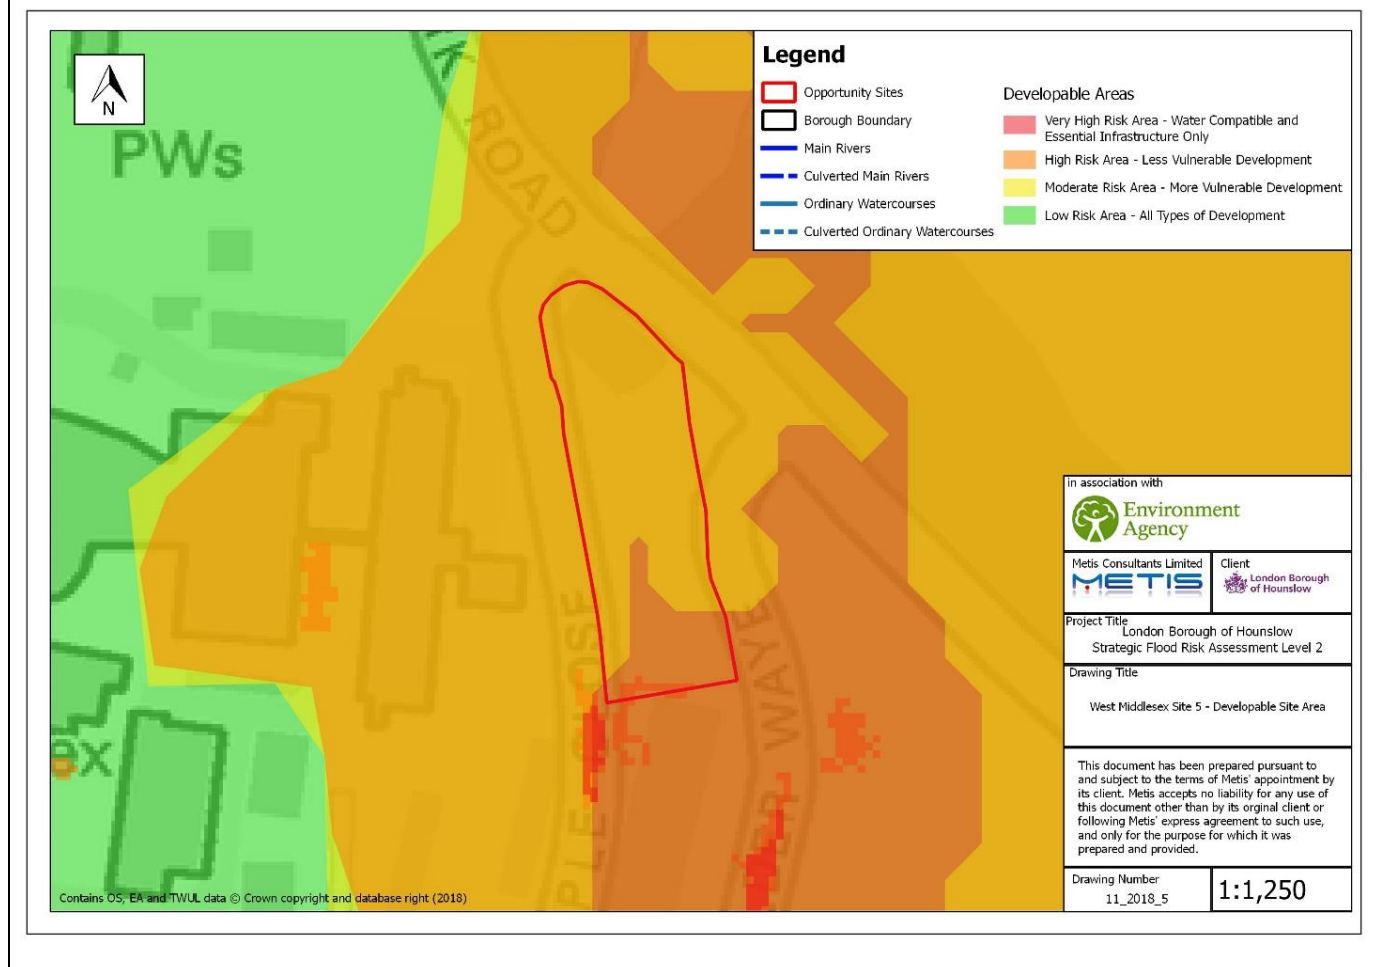 N
PWs
ROAD
Legend
Opportunity Sites
Borough Boundary
Main Rivers
Culverted Main Rivers
Ordinary Watercourses
Culverted Ordinary Watercourses
Developable Areas
Very High Risk Area - Water Compatible and
Essential Infrastructure Only
High Risk Area - Less Vulnerable Development
Moderate Risk Area - More Vulnerable Development
Low Risk Area - All Types of Development
in association with
Environment
Agency
Metis Consultants Limited
METIS
Client
London Borough
of Hounslow
Project Title
London Borough of Hounslow
Strategic Flood Risk Assessment Level 2
Drawing Title
West Middlesex Site 5 - Developable Site Area
This document has been prepared pursuant to
and subject to the terms of Metis' appointment by
its client. Metis accepts no liability for any use of
this document other than by its orginal client or
following Metis' express agreement to such use,
and only for the purpose for which it was
prepared and provided.
Drawing Number
11_2018_5
1:1,250
ex
Contains OS, EA and TWUL data © Crown copyright and database right (2018)